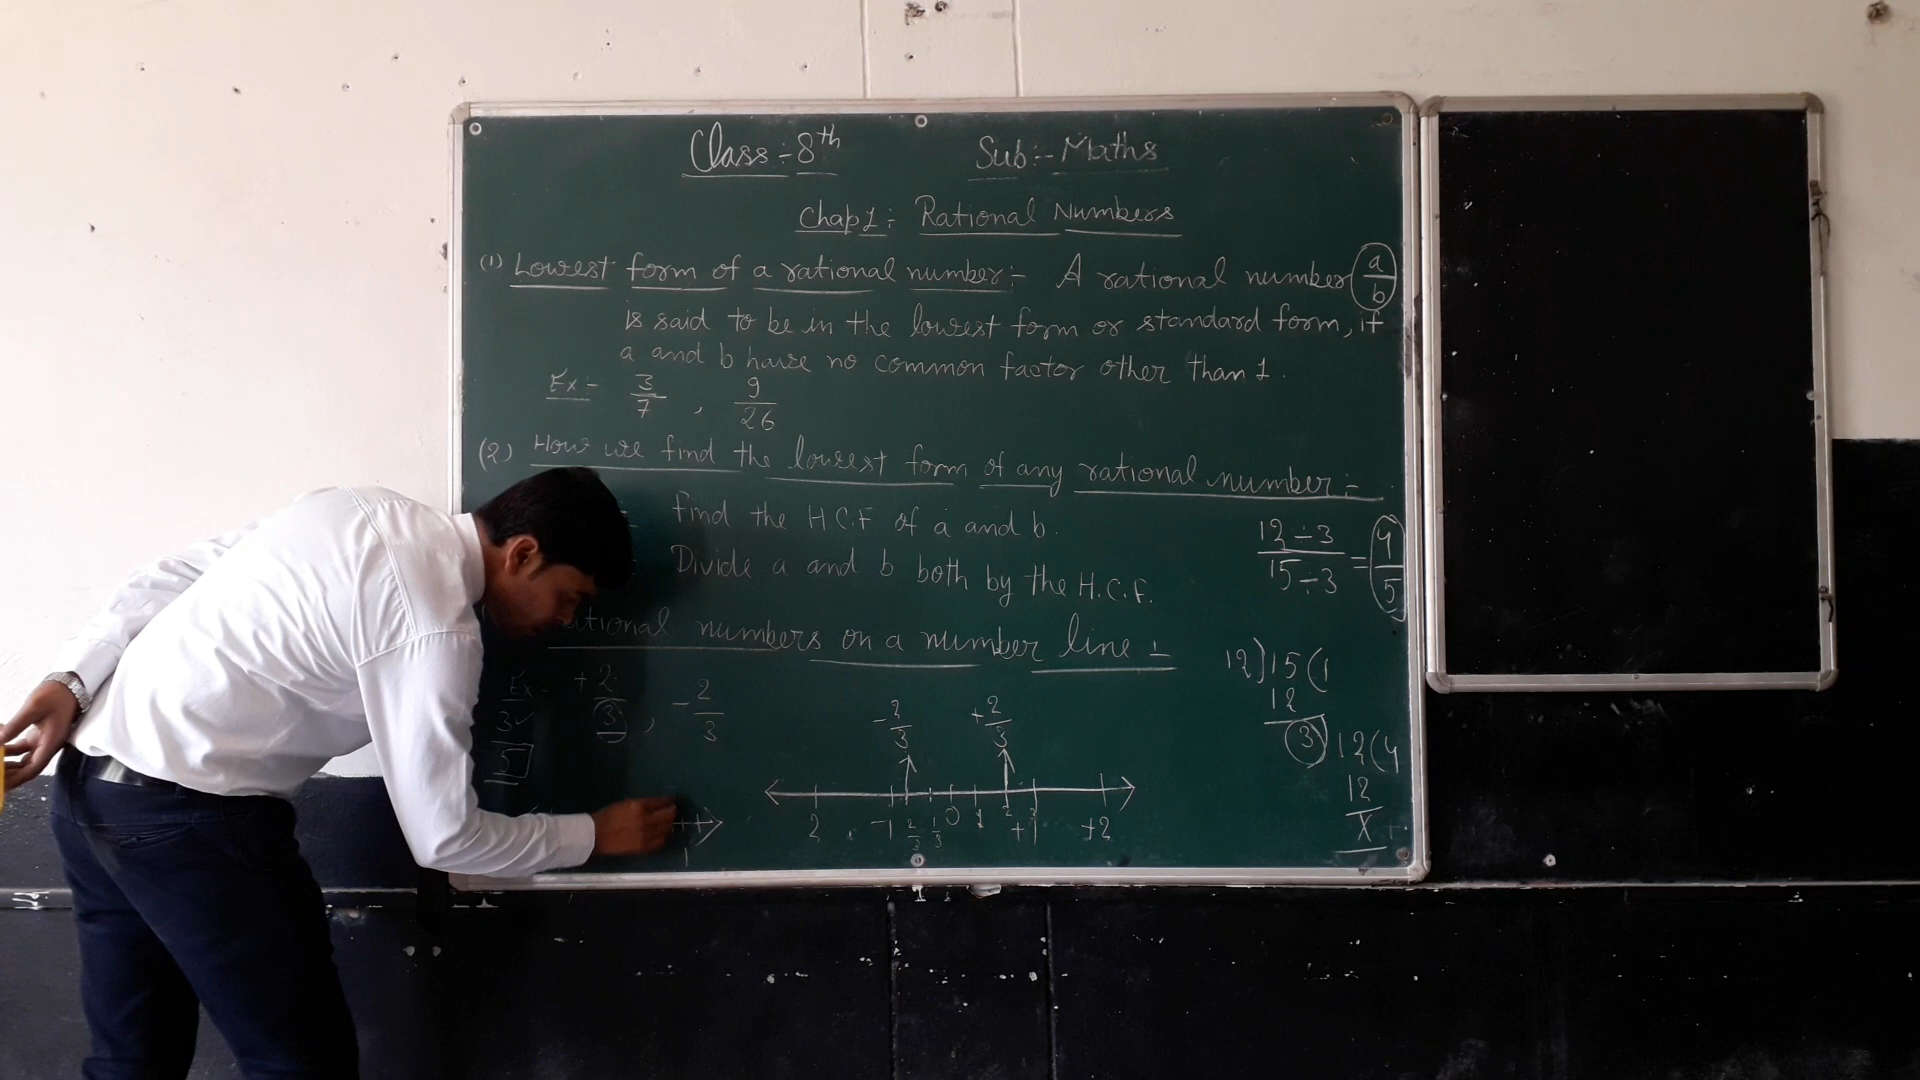 Class :- 8th Sub :- Maths
Chap 1 : Rational Numbers
(1) Lowest form of a rational number :- A rational number a/b
is said to be in the lowest form or standard form, if
a and b have no common factor other than 1.
Ex :- 3/7 , 9/26
(2) How we find the lowest form of any rational number :-
find the H.C.F of a and b.
Divide a and b both by the H.C.F.
12 ÷ 3 / 15 ÷ 3 = 4/5
rational numbers on a number line :-
Ex - +2/3 , -2/3
3
5
-2/3 +2/3
2 -1 2/3 1/3 0 1 2 3 +1 +2
1
12)15(1
12
3)12(4
12
x